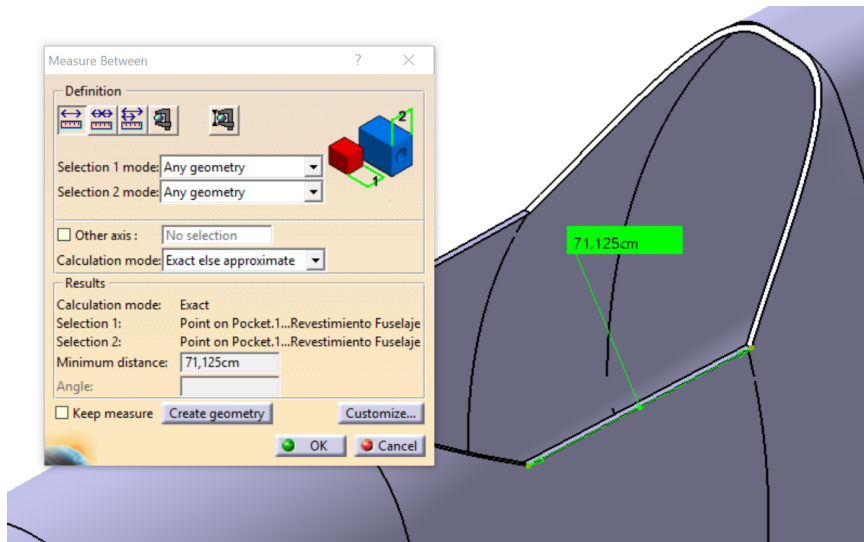 Measure Between
?
Definition
2
1
Selection 1 mode: Any geometry
Selection 2 mode: Any geometry
Other axis : No selection
Calculation mode: Exact else approximate
Results
Calculation mode: Exact
Selection 1: Point on Pocket.1...Revestimiento Fuselaje
Selection 2: Point on Pocket.1...Revestimiento Fuselaje
Minimum distance: 71,125cm
Angle:
Keep measure Create geometry Customize...
OK Cancel
71,125cm